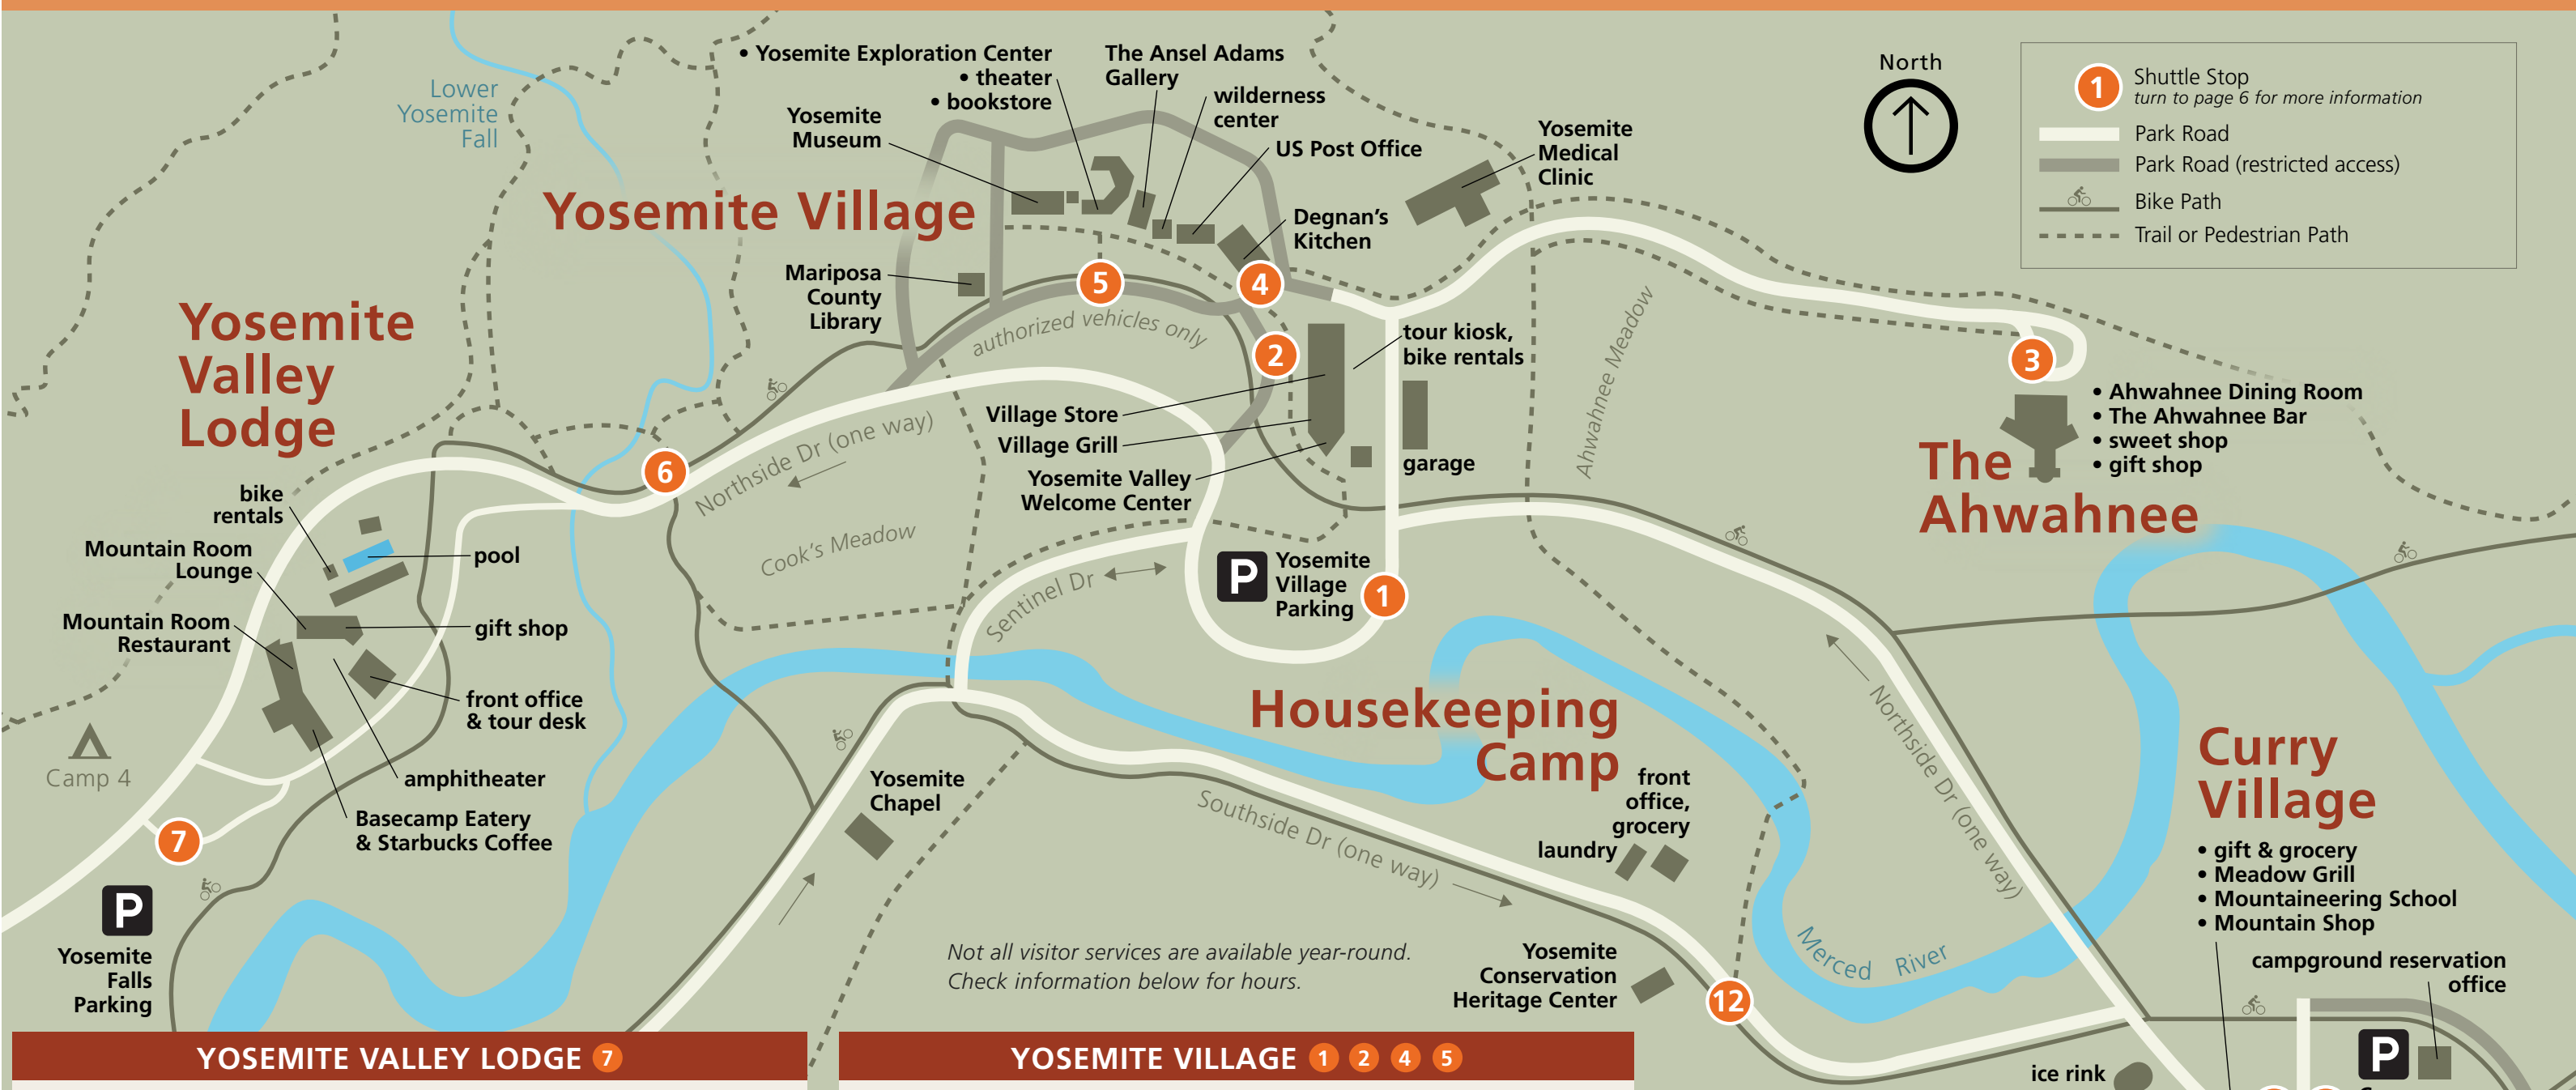 Lower
Yosemite
Fall
• Yosemite Exploration Center
• theater
• bookstore
The Ansel Adams
Gallery
wilderness
center
US Post Office
Yosemite
Museum
Yosemite
Medical
Clinic
North
1
Shuttle Stop
turn to page 6 for more information
Park Road
Park Road (restricted access)
Bike Path
Trail or Pedestrian Path
Yosemite Village
Degnan's
Kitchen
Mariposa
County
Library
5
4
authorized vehicles only
2
tour kiosk,
bike rentals
Ahwahnee Meadow
3
• Ahwahnee Dining Room
• The Ahwahnee Bar
• sweet shop
• gift shop
The
Ahwahnee
Yosemite
Valley
Lodge
Village Store
Village Grill
Yosemite Valley
Welcome Center
garage
6
Northside Dr (one way)
Cook's Meadow
bike
rentals
Mountain Room
Lounge
pool
Mountain Room
Restaurant
gift shop
front office
& tour desk
amphitheater
Basecamp Eatery
& Starbucks Coffee
Camp 4
7
P
Yosemite
Falls
Parking
Sentinel Dr
P
Yosemite
Village
Parking
1
Housekeeping
Camp
front
office,
grocery
laundry
Yosemite
Chapel
Southside Dr (one way)
Northside Dr (one way)
Merced River
Not all visitor services are available year-round.
Check information below for hours.
Yosemite
Conservation
Heritage Center
12
Curry
Village
• gift & grocery
• Meadow Grill
• Mountaineering School
• Mountain Shop
campground reservation
office
P
ice rink
YOSEMITE VALLEY LODGE 7
YOSEMITE VILLAGE 1 2 4 5